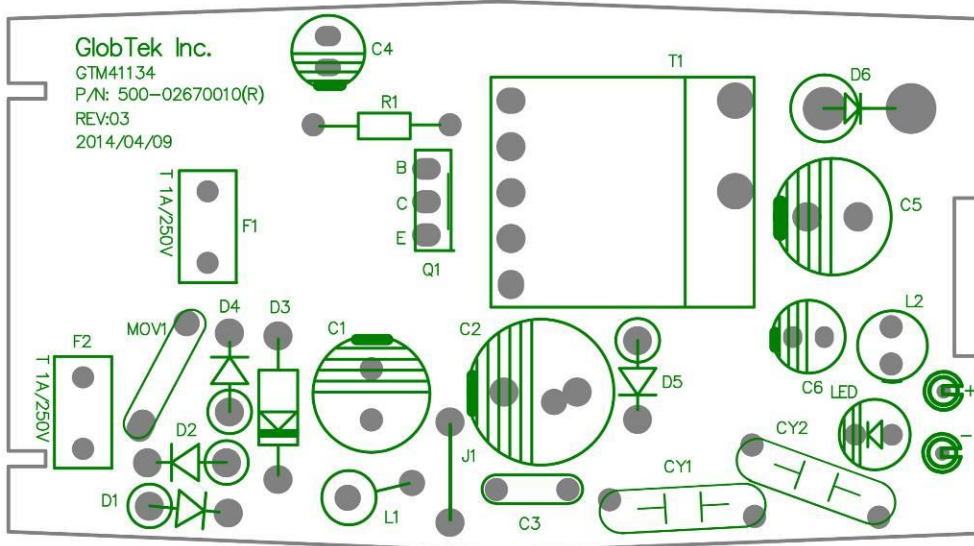 GlobTek Inc.
GTM41134
P/N: 500-02670010(R)
REV:03
2014/04/09
C4
R1
T1
D6
B
C
E
Q1
T 1A/250V
F1
C5
L2
MOV1
D4
D3
C1
C2
F2
T 1A/250V
D5
C6
LED
+
D2
J1
CY1
CY2
-
D1
L1
C3